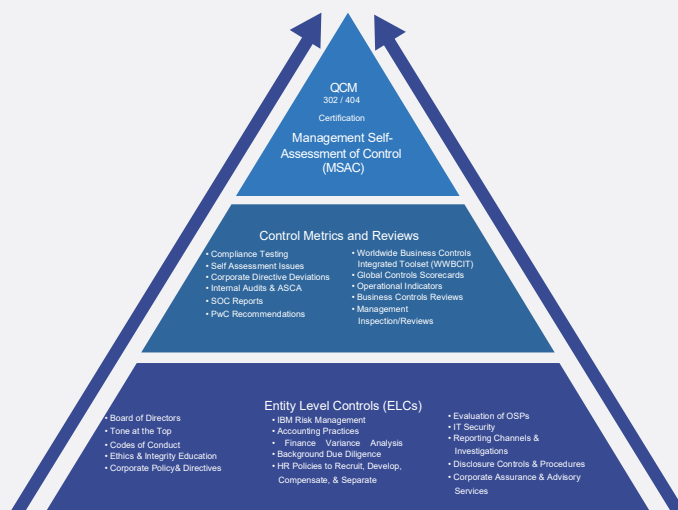 QCM
302 / 404
Certification
Management Self-
Assessment of Control
(MSAC)
Control Metrics and Reviews
• Compliance Testing
• Self Assessment Issues
• Corporate Directive Deviations
• Internal Audits & ASCA
• SOC Reports
• PwC Recommendations
• Worldwide Business Controls
Integrated Toolset (WWBCIT)
• Global Controls Scorecards
• Operational Indicators
• Business Controls Reviews
• Management
Inspection/Reviews
Entity Level Controls (ELCs)
• Board of Directors
• Tone at the Top
• Codes of Conduct
• Ethics & Integrity Education
• Corporate Policy& Directives
• IBM Risk Management
• Accounting Practices
• Finance Variance Analysis
• Background Due Diligence
• HR Policies to Recruit, Develop,
Compensate, & Separate
• Evaluation of OSPs
• IT Security
• Reporting Channels &
Investigations
• Disclosure Controls & Procedures
• Corporate Assurance & Advisory
Services